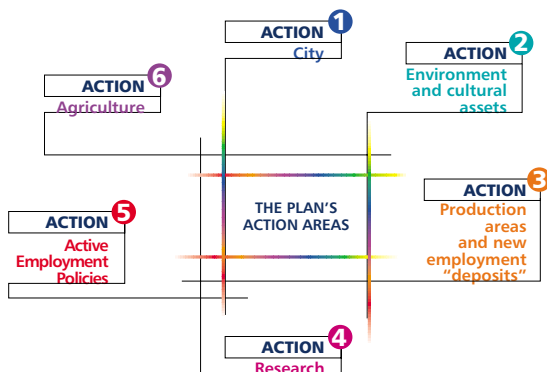 ACTION 1
City
ACTION 2
Environment
and cultural
assets
ACTION 6
Agriculture
THE PLAN'S
ACTION AREAS
ACTION 3
Production
areas
and new
employment
“deposits”
ACTION 5
Active
Employment
Policies
ACTION 4
Research